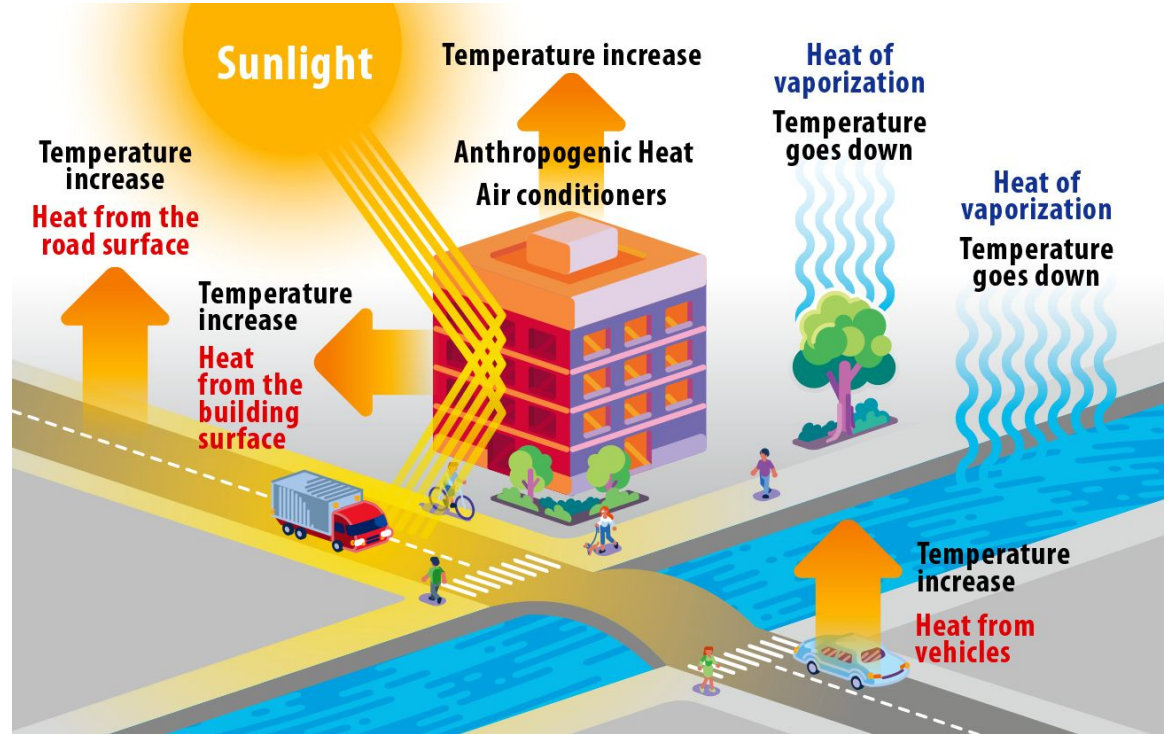 Sunlight
Temperature increase
Anthropogenic Heat
Air conditioners
Heat of
vaporization
Temperature
goes down
Heat of
vaporization
Temperature
goes down
Temperature
increase
Heat from the
road surface
Temperature
increase
Heat
from the
building
surface
Temperature
increase
Heat from
vehicles